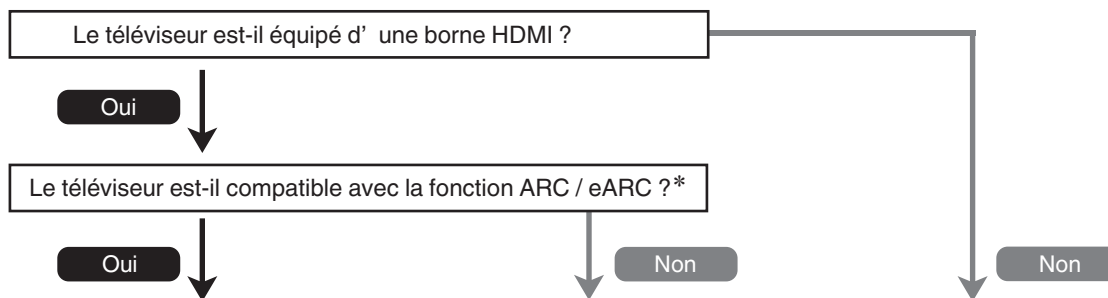 Le téléviseur est-il équipé d' une borne HDMI ?
Oui
Le téléviseur est-il compatible avec la fonction ARC / eARC ?*
Oui
Non
Non